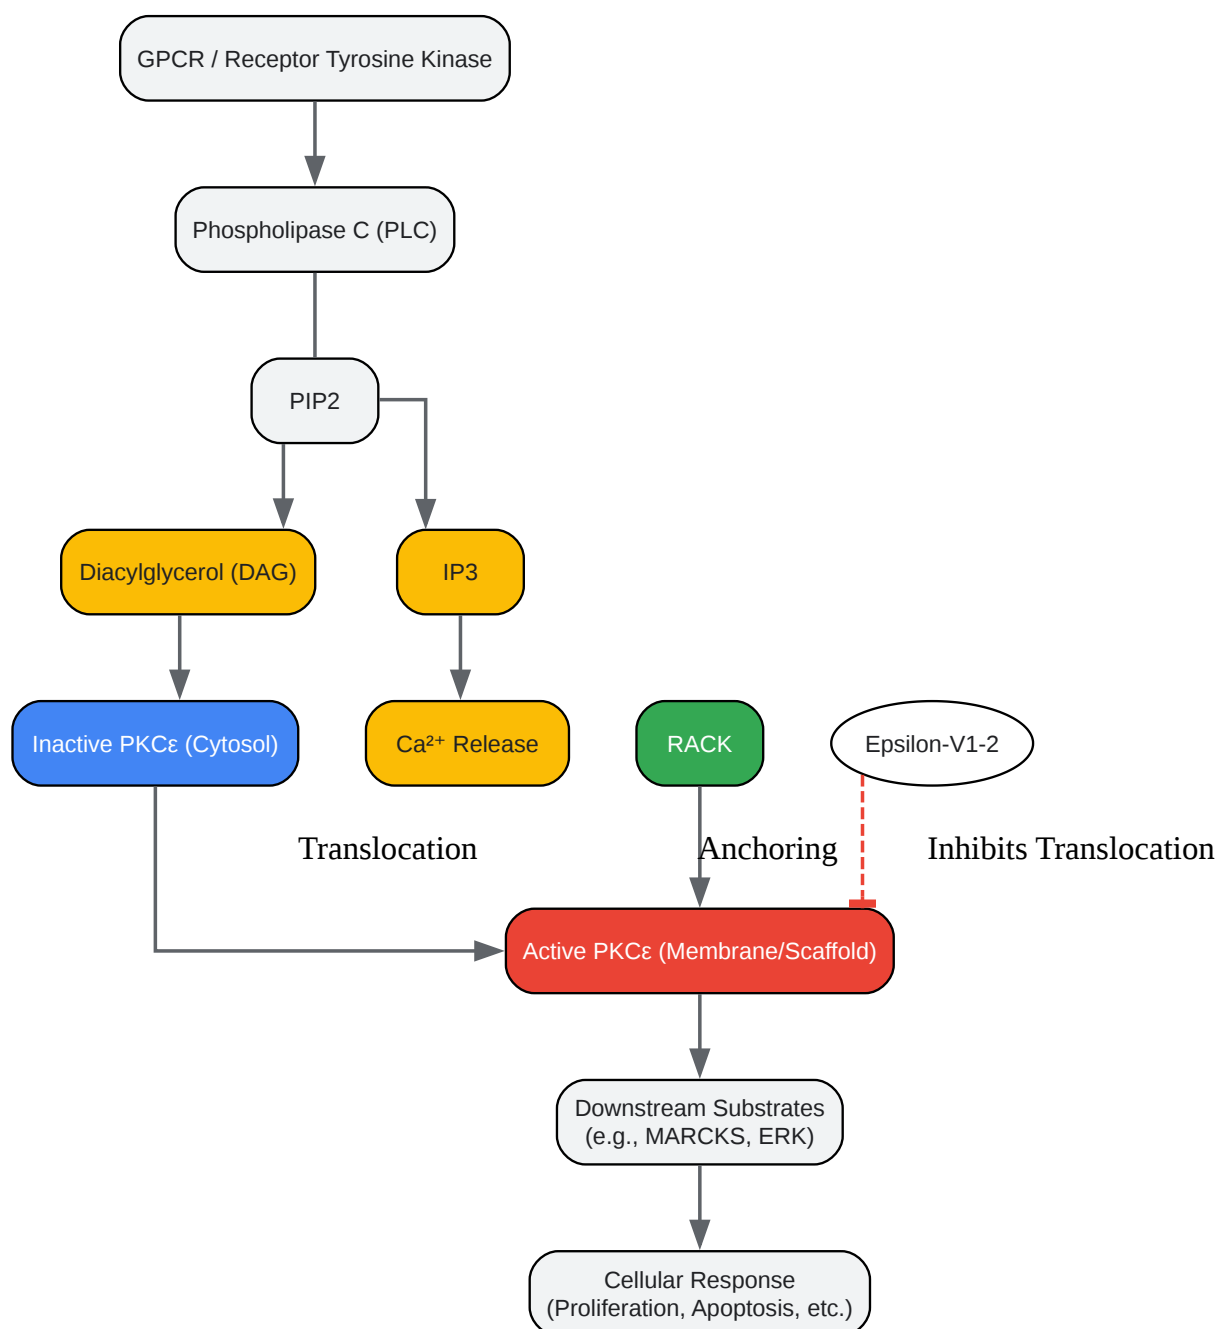 GPCR / Receptor Tyrosine Kinase
Phospholipase C (PLC)
PIP2
Diacylglycerol (DAG)
IP3
Inactive PKCε (Cytosol)
Ca²⁺ Release
RACK
Epsilon-V1-2
Translocation
Anchoring
Inhibits Translocation
Active PKCε (Membrane/Scaffold)
Downstream Substrates
(e.g., MARCKS, ERK)
Cellular Response
(Proliferation, Apoptosis, etc.)